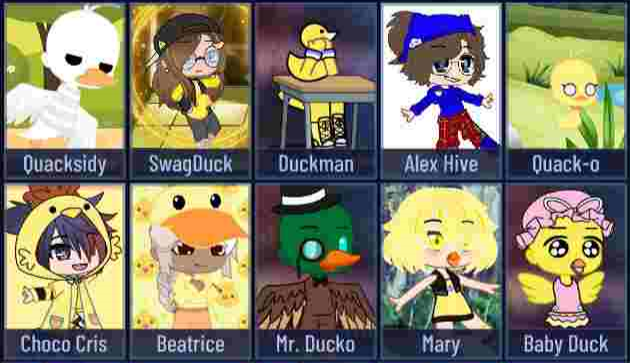 Quacksidy
SwagDuck
Duckman
Alex Hive
Quack-o
Choco Cris
Beatrice
Mr. Ducko
Mary
Baby Duck